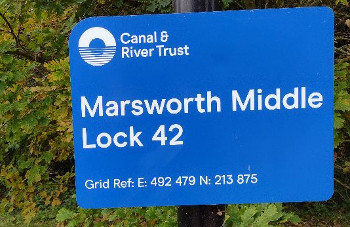 Canal &
River Trust
Marsworth Middle
Lock 42
Grid Ref: E: 492 479 N: 213 875